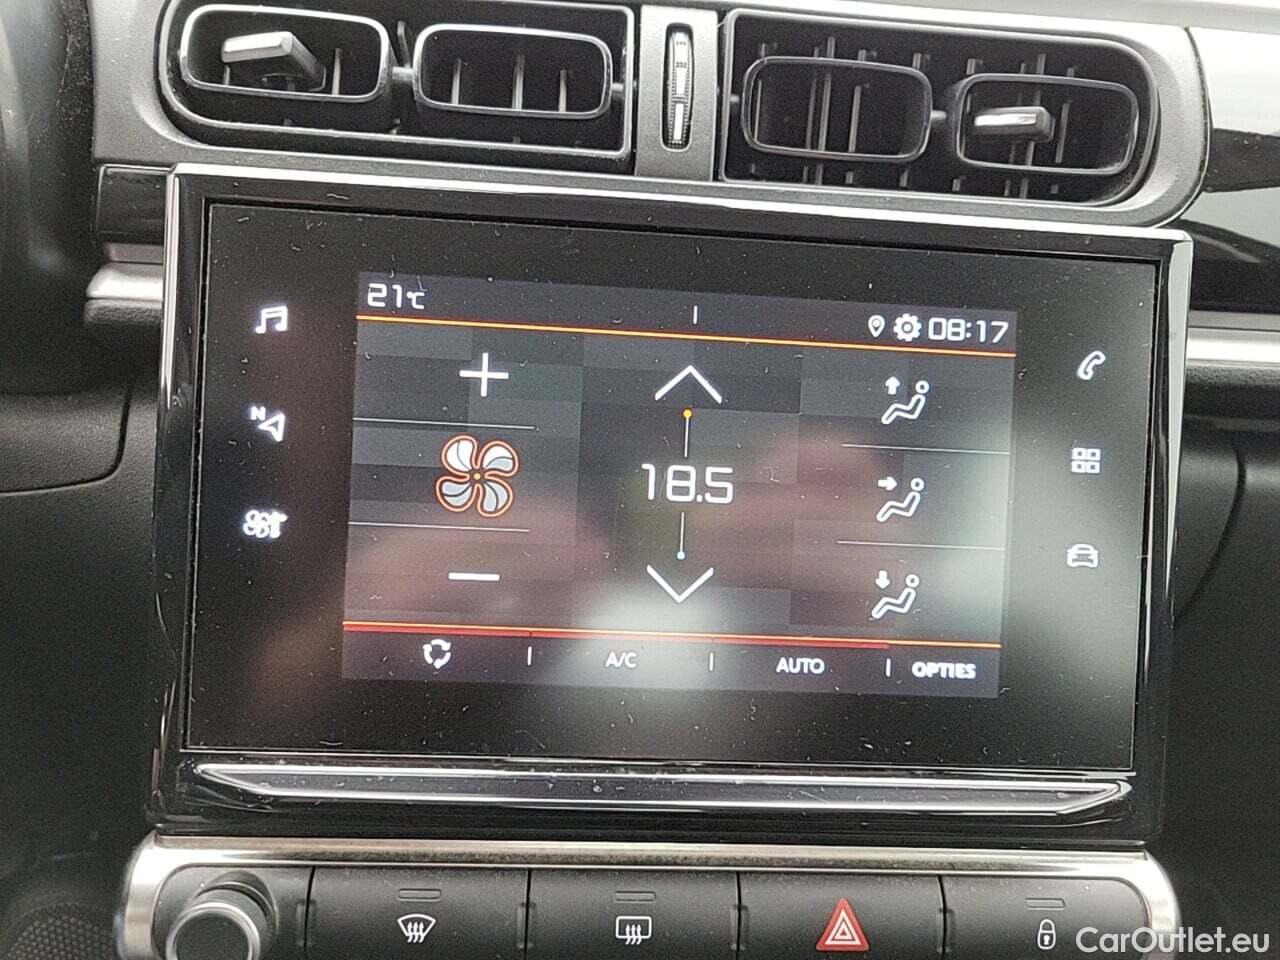 21°C
08:17
N
18.5
A/C
AUTO
OPTIES
CarOutlet.eu